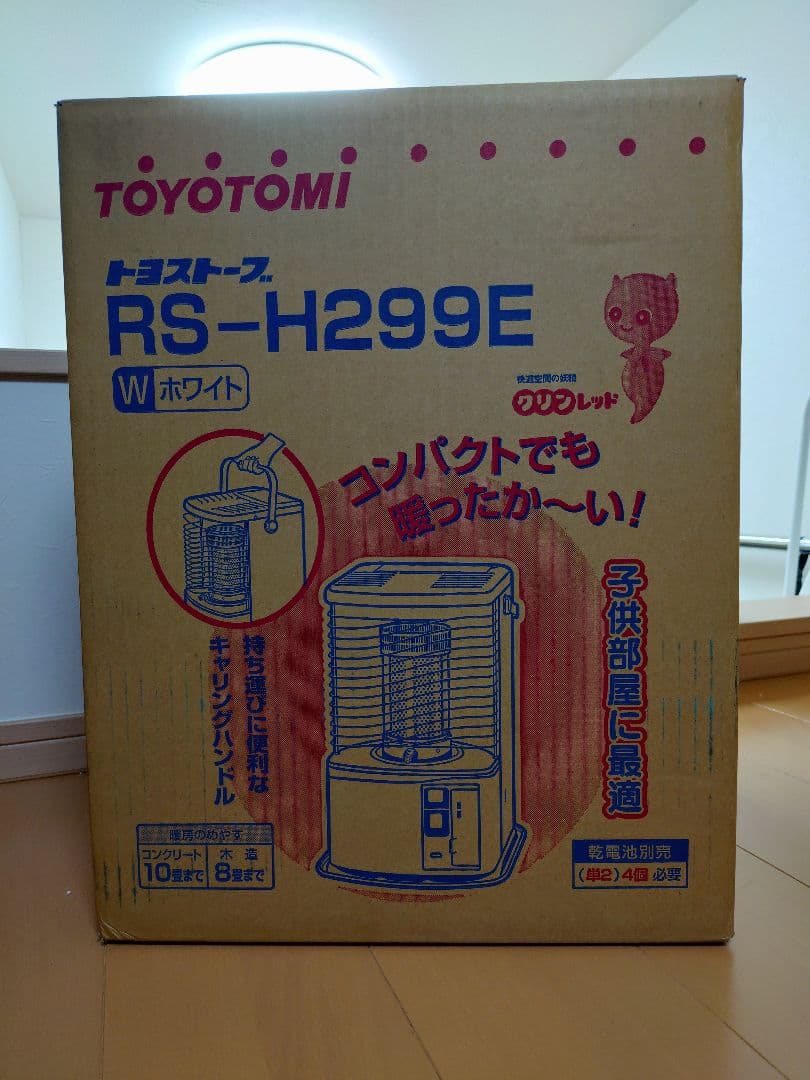 TOYOTOMI
トヨストーブ
RS-H299E
W ホワイト
快適空間の妖精
クリンレッド
コンパクトでも
暖ったか〜い!
子供部屋に最適
持ち運びに便利な
キャリングハンドル
暖房のめやす
コンクリート 木造
10畳まで 8畳まで
乾電池別売
(単2)4個 必要